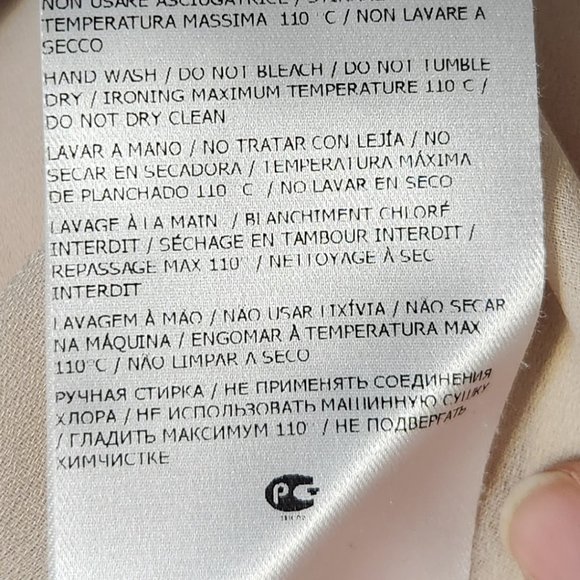 NON USARE ASCIUGATRICE /
TEMPERATURA MASSIMA 110°C / NON LAVARE A
SECCO
HAND WASH / DO NOT BLEACH / DO NOT TUMBLE
DRY / IRONING MAXIMUM TEMPERATURE 110°C /
DO NOT DRY CLEAN
LAVAR A MANO / NO TRATAR CON LEJÍA / NO
SECAR EN SECADORA / TEMPERATURA MÁXIMA
DE PLANCHADO 110°C / NO LAVAR EN SECO
LAVAGE À LA MAIN / BLANCHIMENT CHLORÉ
INTERDIT / SÉCHAGE EN TAMBOUR INTERDIT /
REPASSAGE MAX 110° / NETTOYAGE À SEC
INTERDIT
LAVAGEM À MÃO / NÃO USAR LIXÍVIA / NÃO SECAR
NA MÁQUINA / ENGOMAR À TEMPERATURA MAX
110°C / NÃO LIMPAR A SECO
РУЧНАЯ СТИРКА / НЕ ПРИМЕНЯТЬ СОЕДИНЕНИЯ
ХЛОРА / НЕ ИСПОЛЬЗОВАТЬ МАШИННУЮ СУШКУ
/ ГЛАДИТЬ МАКСИМУМ 110° / НЕ ПОДВЕРГАТЬ
ХИМЧИСТКЕ
РС